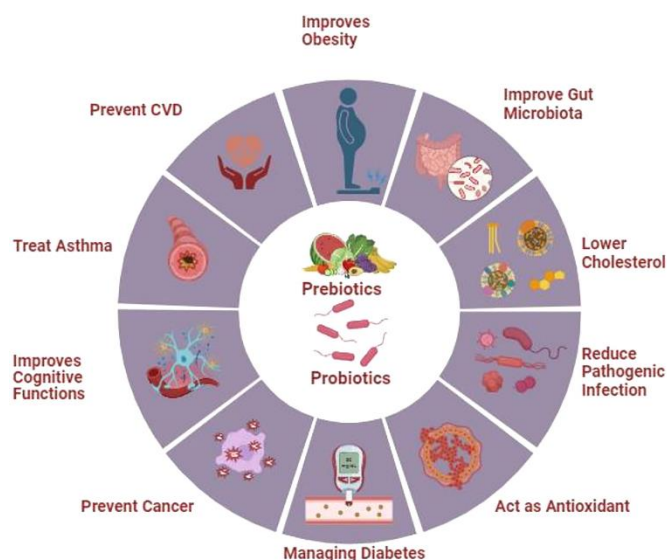 Improves
Obesity
Improve Gut
Microbiota
Prevent CVD
Treat Asthma
Lower
Cholesterol
Prebiotics
Probiotics
Improves
Cognitive
Functions
Reduce
Pathogenic
Infection
Prevent Cancer
Act as Antioxidant
Managing Diabetes